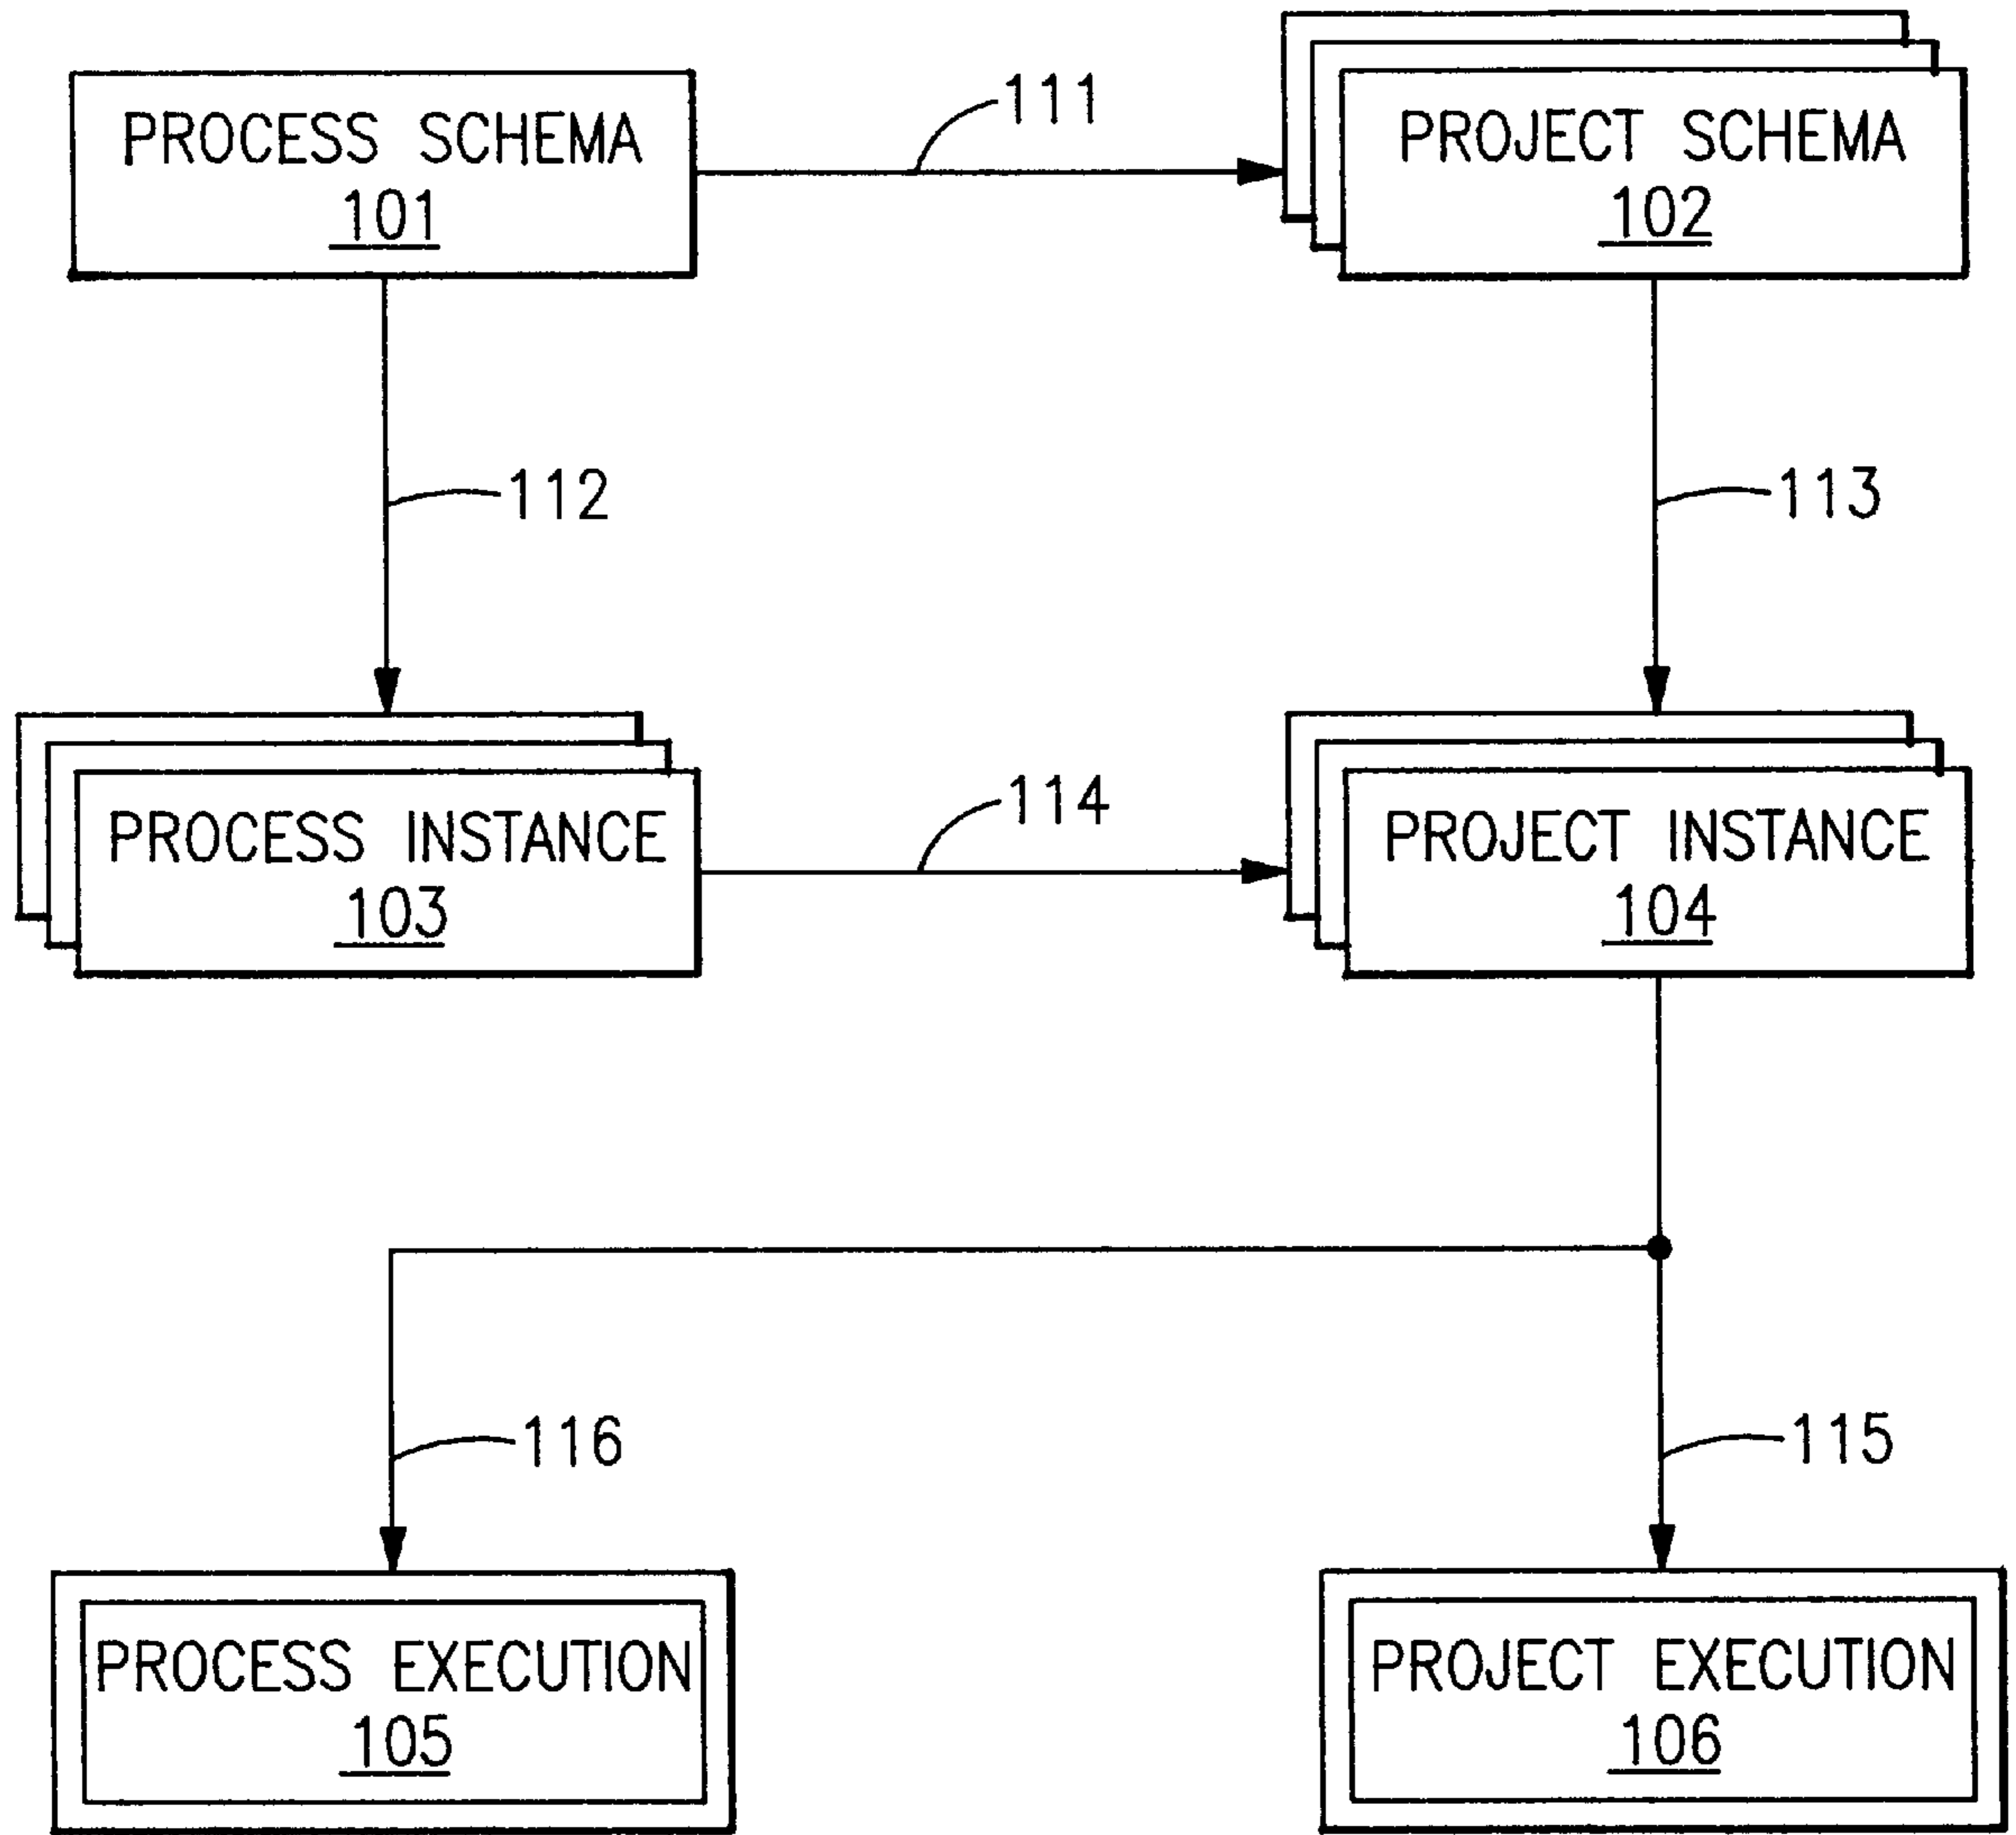 PROCESS SCHEMA
101
111
PROJECT SCHEMA
102
112
113
PROCESS INSTANCE
103
114
PROJECT INSTANCE
104
116
115
PROCESS EXECUTION
105
PROJECT EXECUTION
106